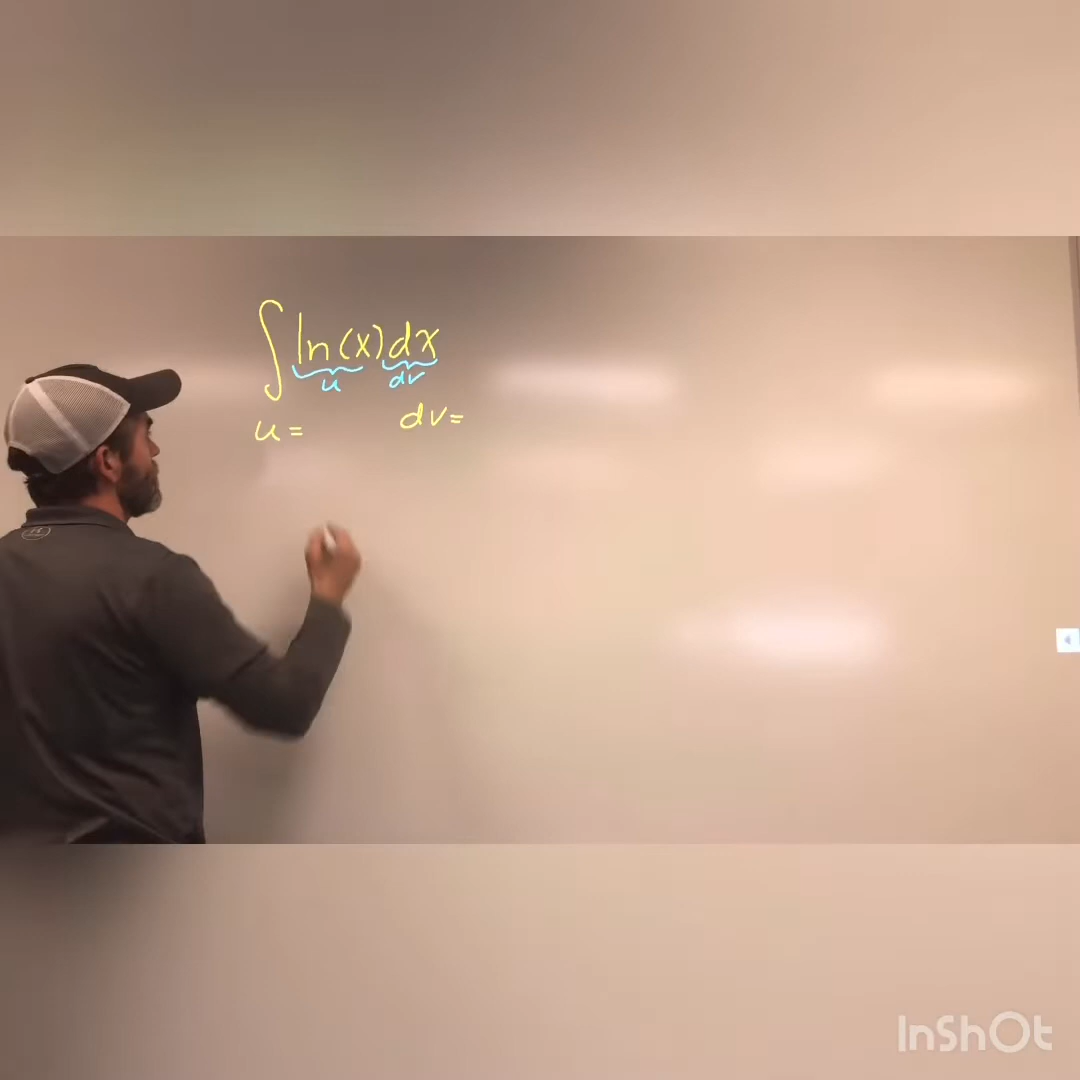 ∫ln(x)dx
u dv
u = dv=
InShOt